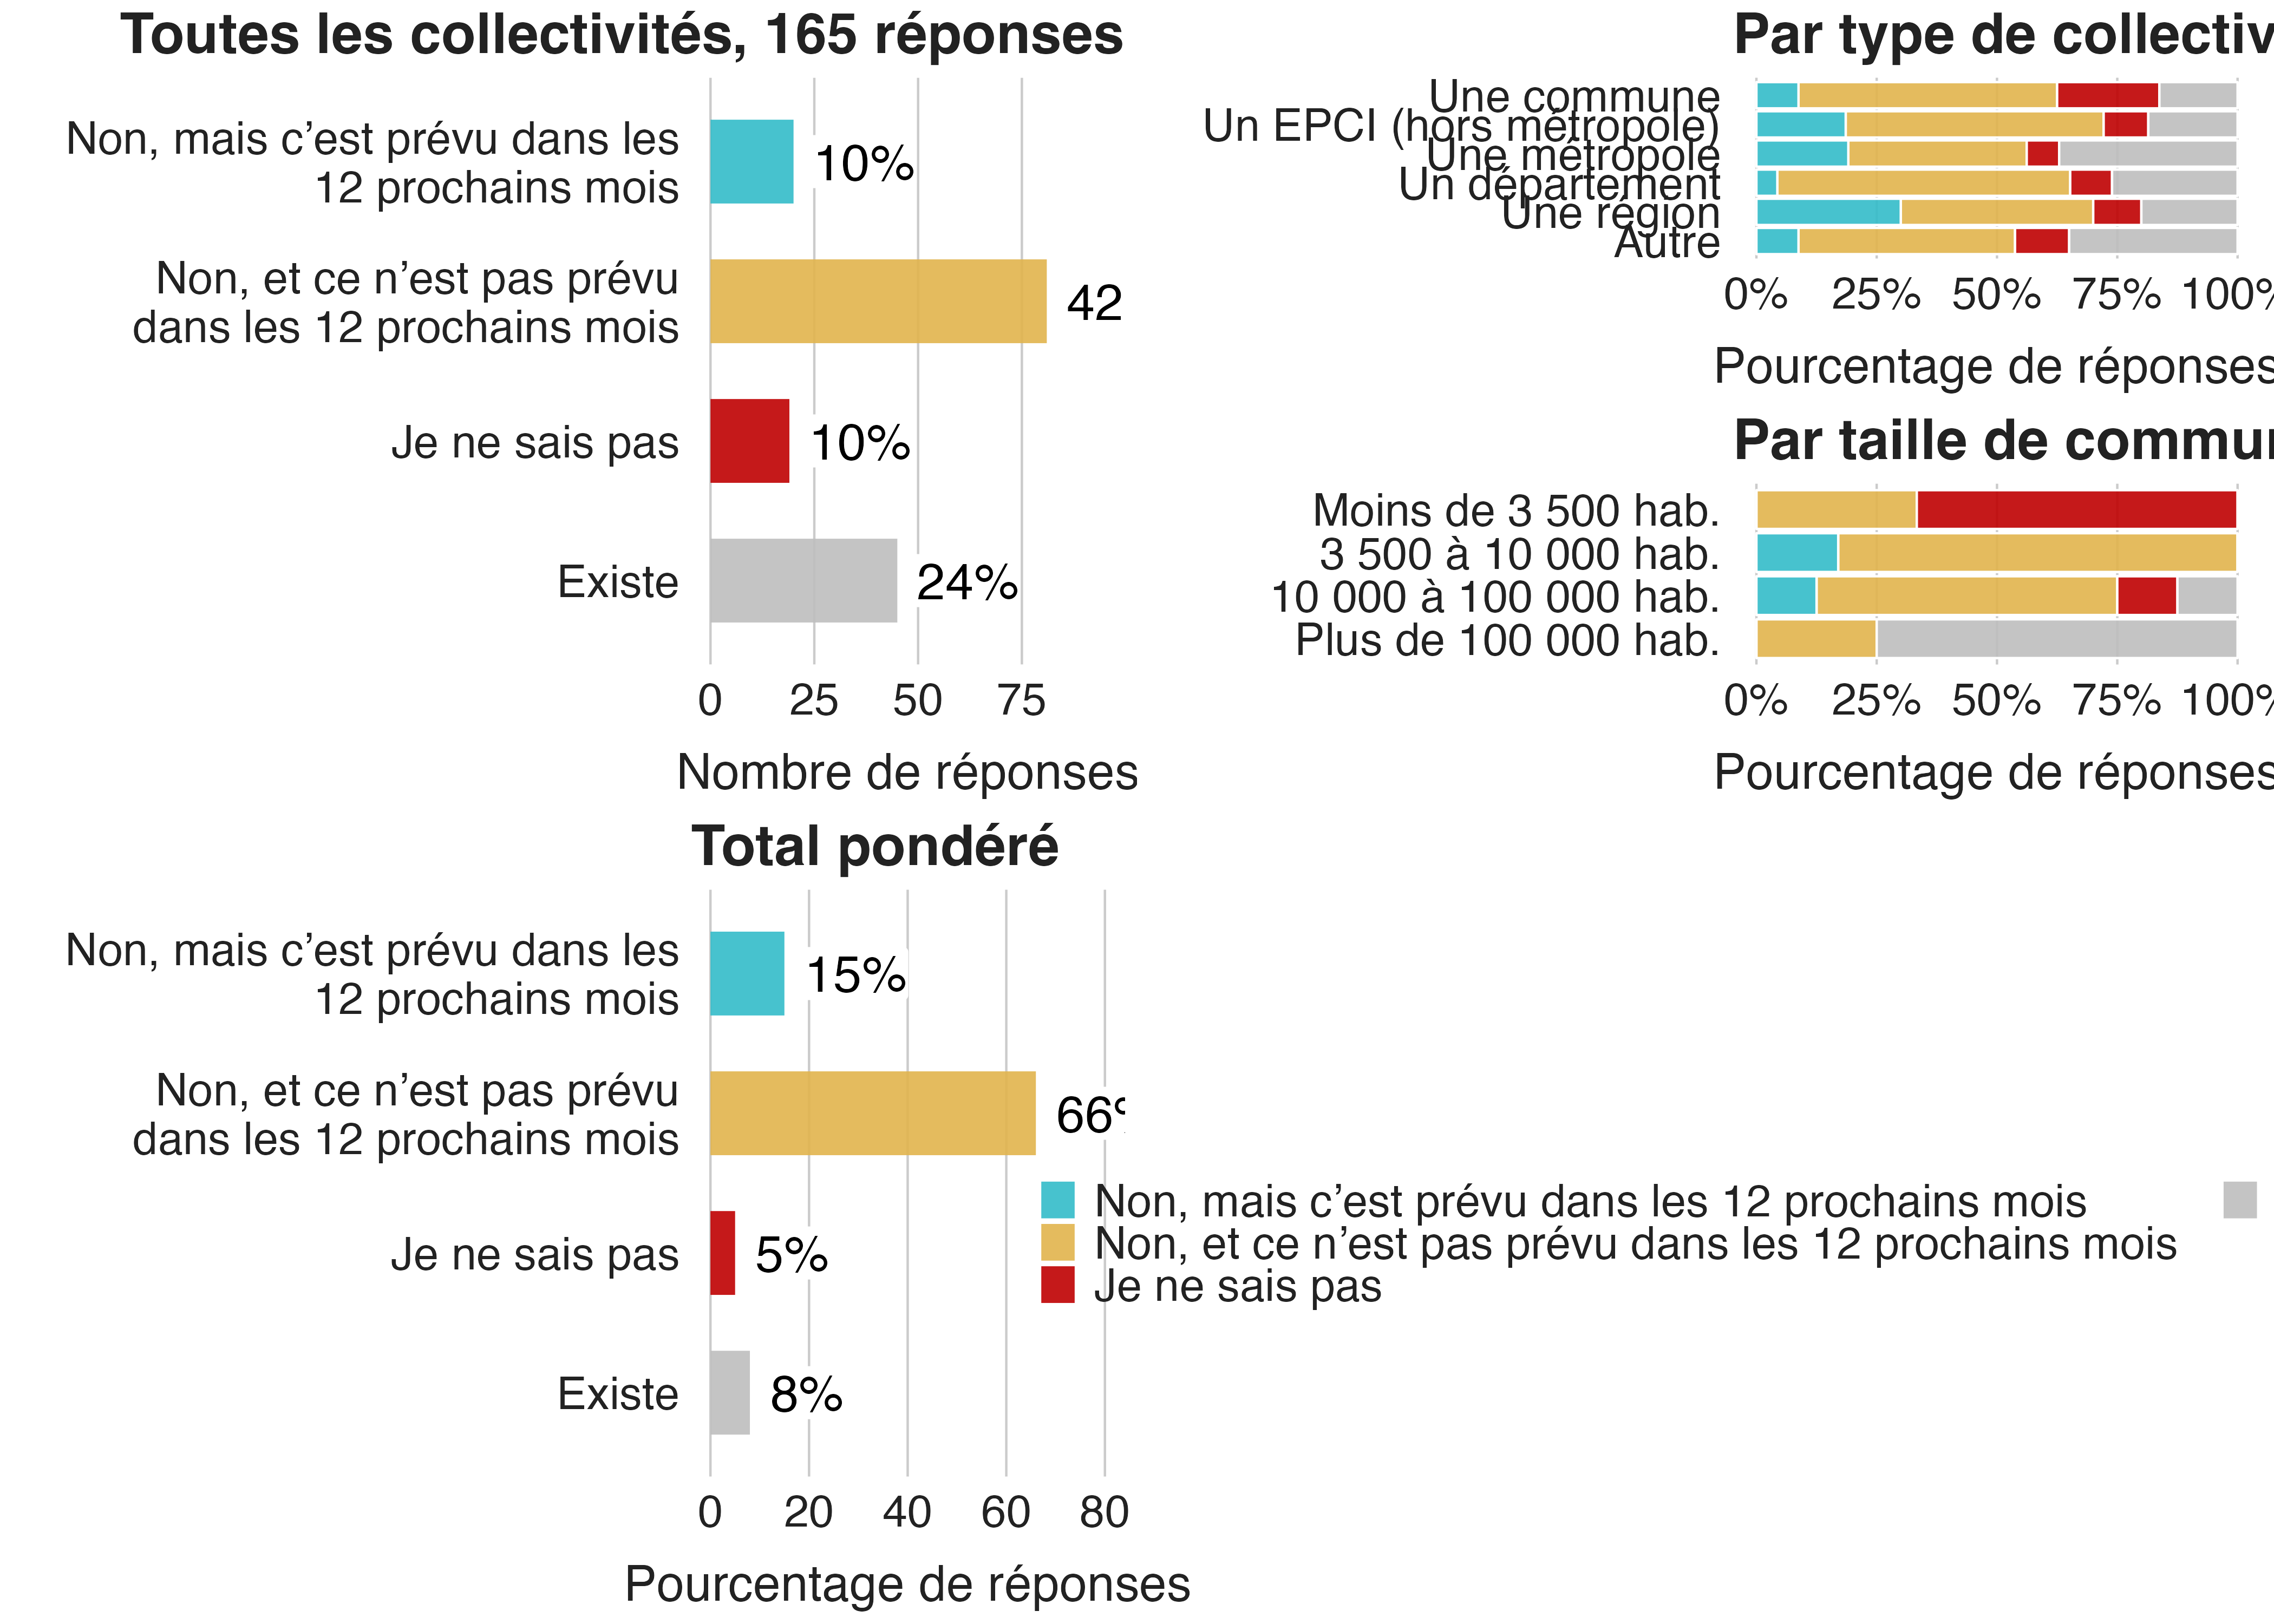 Toutes les collectivités, 165 réponses
Non, mais c’est prévu dans les
12 prochains mois
10%
Non, et ce n’est pas prévu
dans les 12 prochains mois
42
Je ne sais pas
10%
Existe
24%
0 25 50 75
Nombre de réponses
Par type de collectiv
Une commune
Un EPCI (hors métropole)
Une métropole
Un département
Une région
Autre
0% 25% 50% 75% 100%
Pourcentage de réponses
Par taille de commun
Moins de 3 500 hab.
3 500 à 10 000 hab.
10 000 à 100 000 hab.
Plus de 100 000 hab.
0% 25% 50% 75% 100%
Pourcentage de réponses
Total pondéré
Non, mais c’est prévu dans les
12 prochains mois
15%
Non, et ce n’est pas prévu
dans les 12 prochains mois
66%
Je ne sais pas
5%
Existe
8%
0 20 40 60 80
Pourcentage de réponses
Non, mais c’est prévu dans les 12 prochains mois
Non, et ce n’est pas prévu dans les 12 prochains mois
Je ne sais pas